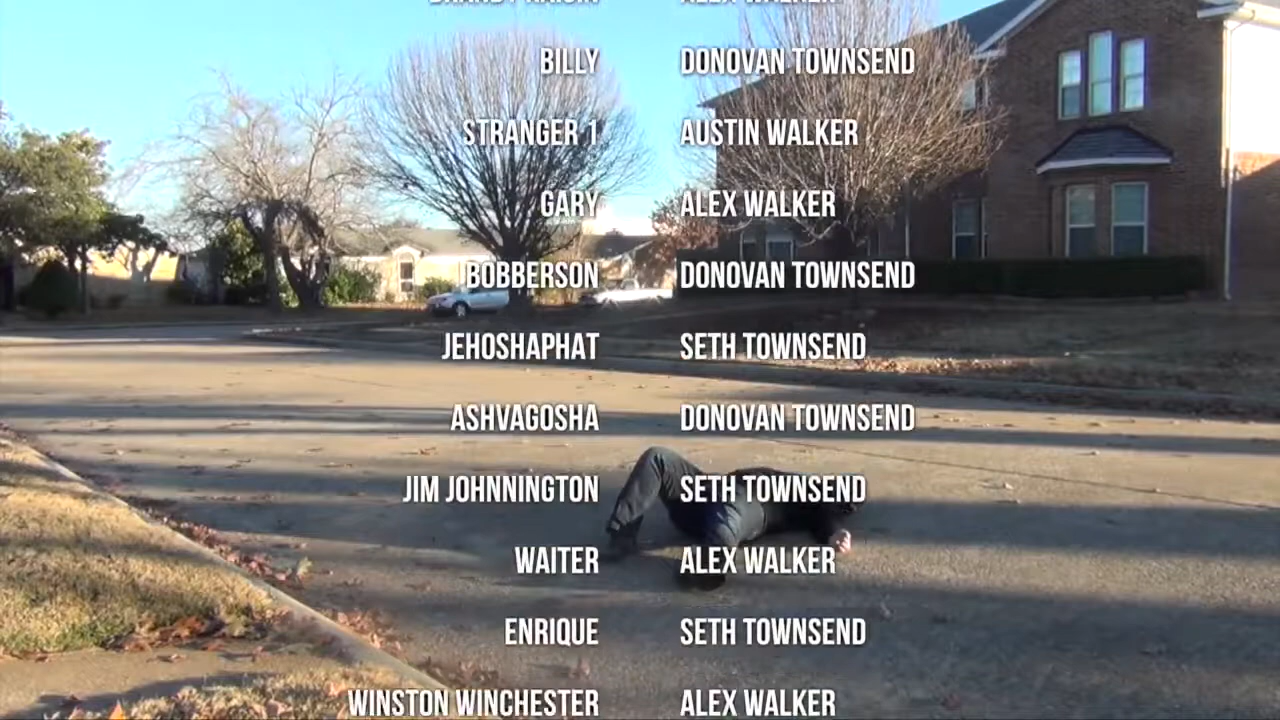 BILLY DONOVAN TOWNSEND
STRANGER 1 AUSTIN WALKER
GARY ALEX WALKER
BOBBERSON DONOVAN TOWNSEND
JEHOSHAPHAT SETH TOWNSEND
ASHVAGOSHA DONOVAN TOWNSEND
JIM JOHNNINGTON SETH TOWNSEND
WAITER ALEX WALKER
ENRIQUE SETH TOWNSEND
WINSTON WINCHESTER ALEX WALKER